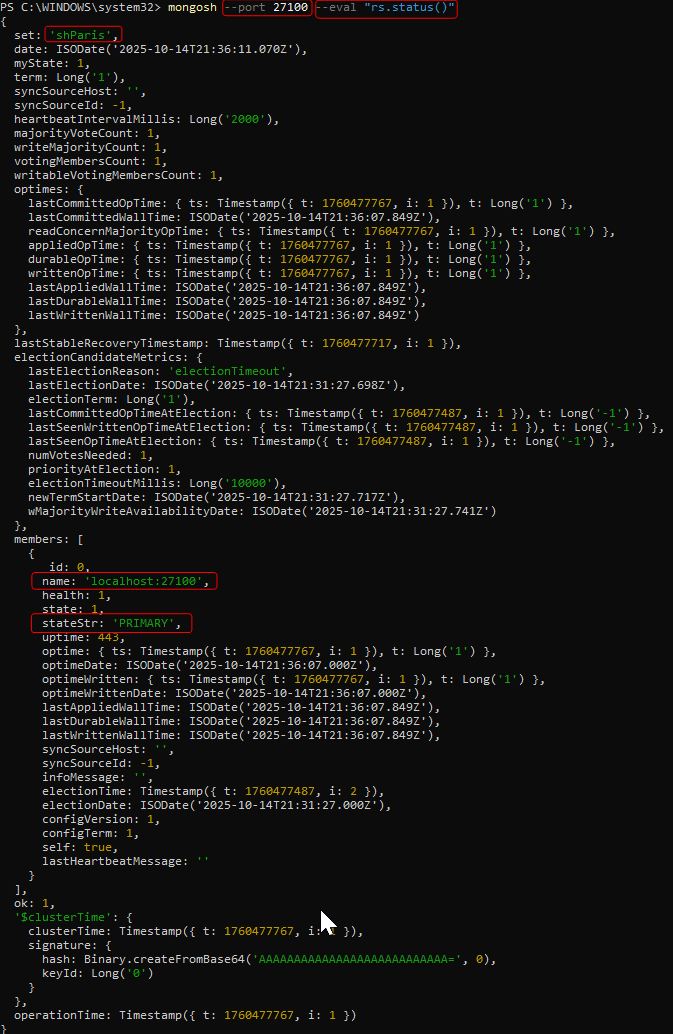 PS C:\WINDOWS\system32> mongosh --port 27100 --eval "rs.status()"
{
set: 'shParis',
date: ISODate('2025-10-14T21:36:11.070Z'),
myState: 1,
term: Long('1'),
syncSourceHost: '',
syncSourceId: -1,
heartbeatIntervalMillis: Long('2000'),
majorityVoteCount: 1,
writeMajorityCount: 1,
votingMembersCount: 1,
writableVotingMembersCount: 1,
optimes: {
lastCommittedOpTime: { ts: Timestamp({ t: 1760477767, i: 1 }), t: Long('1') },
lastCommittedWallTime: ISODate('2025-10-14T21:36:07.849Z'),
readConcernMajorityOpTime: { ts: Timestamp({ t: 1760477767, i: 1 }), t: Long('1') },
appliedOpTime: { ts: Timestamp({ t: 1760477767, i: 1 }), t: Long('1') },
durableOpTime: { ts: Timestamp({ t: 1760477767, i: 1 }), t: Long('1') },
writtenOpTime: { ts: Timestamp({ t: 1760477767, i: 1 }), t: Long('1') },
lastAppliedWallTime: ISODate('2025-10-14T21:36:07.849Z'),
lastDurableWallTime: ISODate('2025-10-14T21:36:07.849Z'),
lastWrittenWallTime: ISODate('2025-10-14T21:36:07.849Z')
},
lastStableRecoveryTimestamp: Timestamp({ t: 1760477717, i: 1 }),
electionCandidateMetrics: {
lastElectionReason: 'electionTimeout',
lastElectionDate: ISODate('2025-10-14T21:31:27.698Z'),
electionTerm: Long('1'),
lastCommittedOpTimeAtElection: { ts: Timestamp({ t: 1760477487, i: 1 }), t: Long('-1') },
lastSeenWrittenOpTimeAtElection: { ts: Timestamp({ t: 1760477487, i: 1 }), t: Long('-1') },
lastSeenOpTimeAtElection: { ts: Timestamp({ t: 1760477487, i: 1 }), t: Long('-1') },
numVotesNeeded: 1,
priorityAtElection: 1,
electionTimeoutMillis: Long('10000'),
newTermStartDate: ISODate('2025-10-14T21:31:27.717Z'),
wMajorityWriteAvailabilityDate: ISODate('2025-10-14T21:31:27.741Z')
},
members: [
{
_id: 0,
name: 'localhost:27100',
health: 1,
state: 1,
stateStr: 'PRIMARY',
uptime: 443,
optime: { ts: Timestamp({ t: 1760477767, i: 1 }), t: Long('1') },
optimeDate: ISODate('2025-10-14T21:36:07.000Z'),
optimeWritten: { ts: Timestamp({ t: 1760477767, i: 1 }), t: Long('1') },
optimeWrittenDate: ISODate('2025-10-14T21:36:07.000Z'),
lastAppliedWallTime: ISODate('2025-10-14T21:36:07.849Z'),
lastDurableWallTime: ISODate('2025-10-14T21:36:07.849Z'),
lastWrittenWallTime: ISODate('2025-10-14T21:36:07.849Z'),
syncSourceHost: '',
syncSourceId: -1,
infoMessage: '',
electionTime: Timestamp({ t: 1760477487, i: 2 }),
electionDate: ISODate('2025-10-14T21:31:27.000Z'),
configVersion: 1,
configTerm: 1,
self: true,
lastHeartbeatMessage: ''
}
],
ok: 1,
'$clusterTime': {
clusterTime: Timestamp({ t: 1760477767, i: 1 }),
signature: {
hash: Binary.createFromBase64('AAAAAAAAAAAAAAAAAAAAAAAAAAA=', 0),
keyId: Long('0')
}
},
operationTime: Timestamp({ t: 1760477767, i: 1 })
}